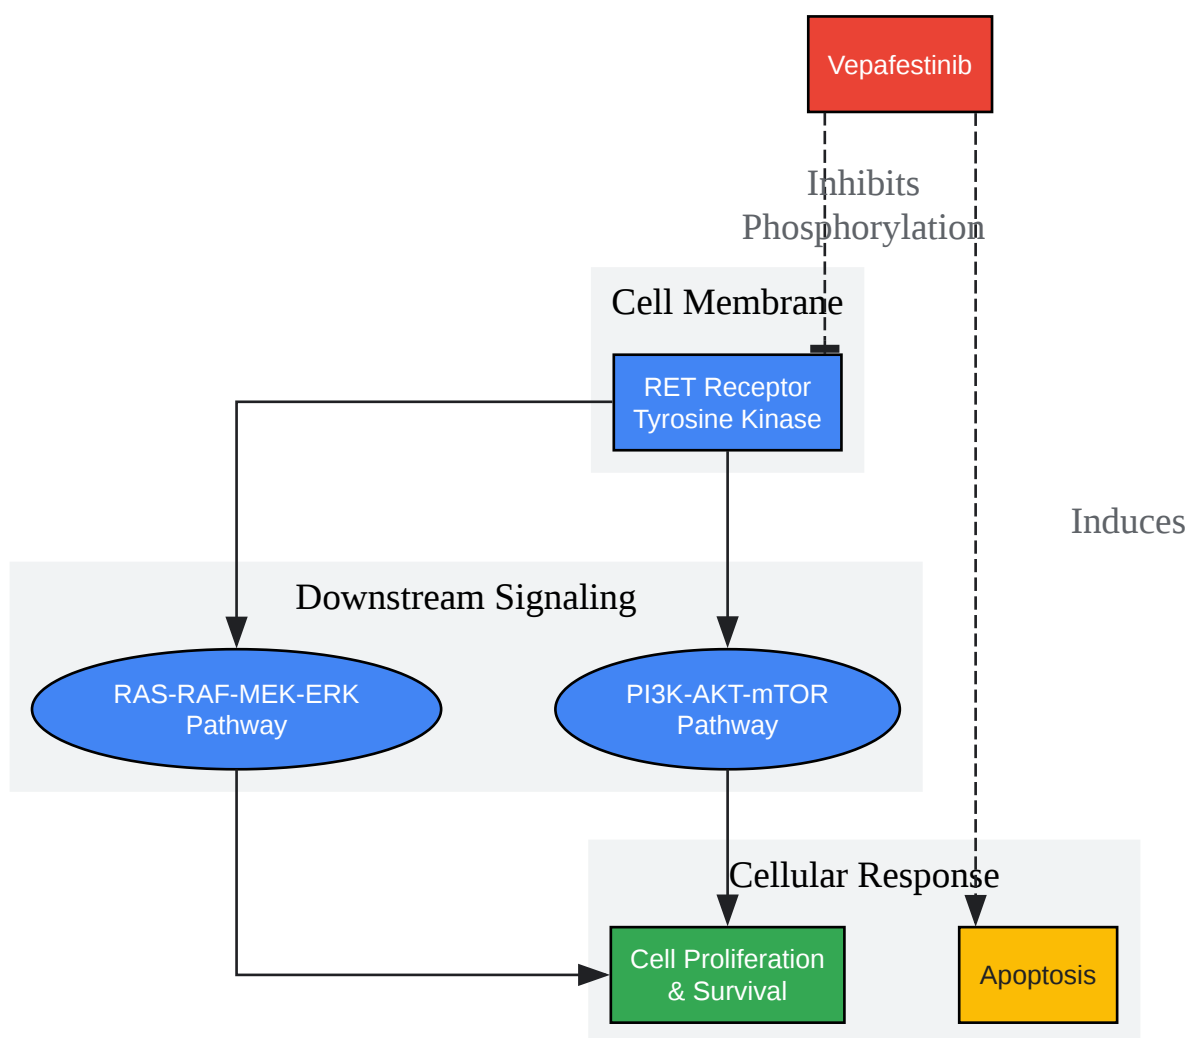 Vepafestinib
Inhibits
Phosphorylation
Cell Membrane
RET Receptor
Tyrosine Kinase
Induces
Downstream Signaling
RAS-RAF-MEK-ERK
Pathway
PI3K-AKT-mTOR
Pathway
Cellular Response
Cell Proliferation
& Survival
Apoptosis